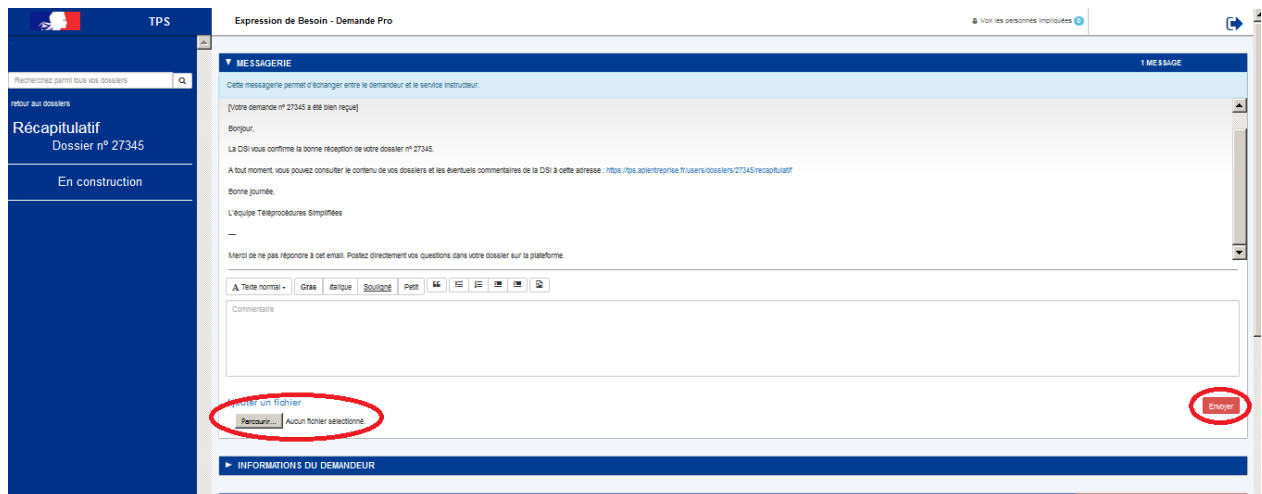 TPS
Expression de Besoin - Demande Pro
Voir les personnes impliquées 0
Recherchez parmi tous vos dossiers
retour aux dossiers
Récapitulatif
Dossier nº 27345
En construction
MESSAGERIE
1 MESSAGE
Cette messagerie permet d'échanger entre le demandeur et le service instructeur.
[Votre demande nº 27345 a été bien reçue]
Bonjour,
La DSI vous confirme la bonne réception de votre dossier nº 27345.
A tout moment, vous pouvez consulter le contenu de vos dossiers et les éventuels commentaires de la DSI à cette adresse : https://tps.apientreprise.fr/users/dossiers/27345/recapitulatif
Bonne journée,
L'équipe Téléprocédures Simplifiées
—
Merci de ne pas répondre à cet email. Postez directement vos questions dans votre dossier sur la plateforme.
A Texte normal Gras Italique Souligné Petit
Commentaire
Ajouter un fichier
Parcourir... Aucun fichier sélectionné.
Envoyer
INFORMATIONS DU DEMANDEUR